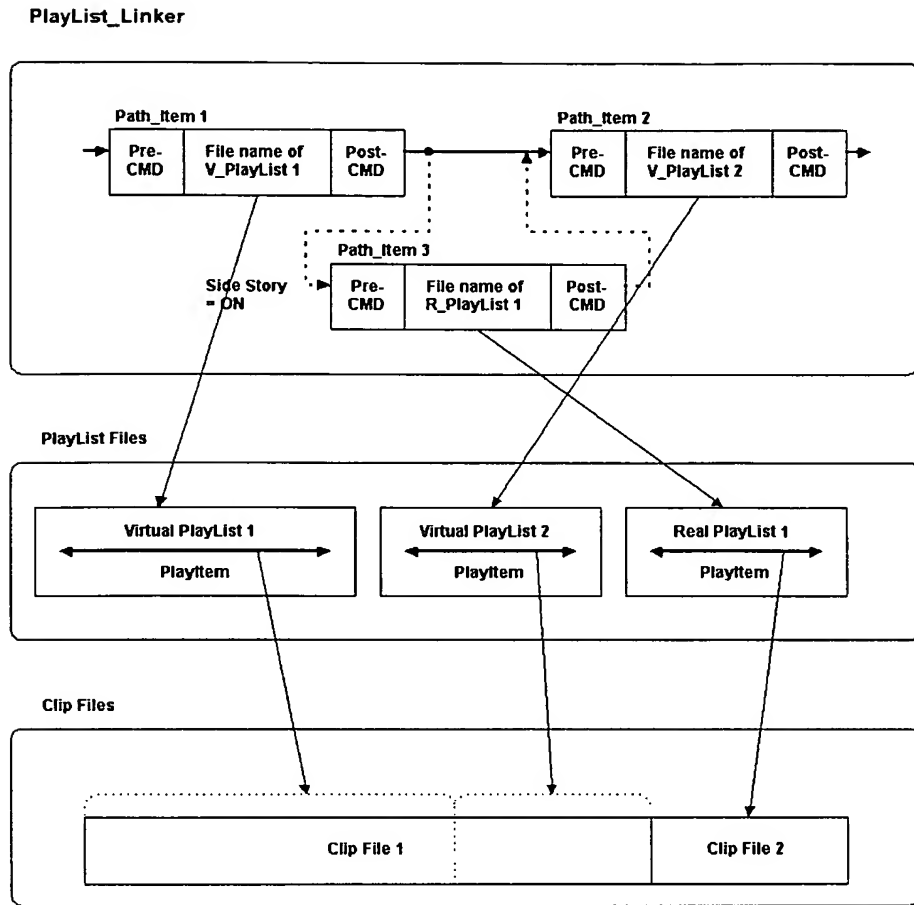 PlayList_Linker
Path_Item 1
Path_Item 2
Pre-
CMD
File name of
V_PlayList 1
Post-
CMD
Pre-
CMD
File name of
V_PlayList 2
Post-
CMD
Path_Item 3
Side Story
= ON
Pre-
CMD
File name of
R_PlayList 1
Post-
CMD
PlayList Files
Virtual PlayList 1
PlayItem
Virtual PlayList 2
PlayItem
Real PlayList 1
PlayItem
Clip Files
Clip File 1
Clip File 2